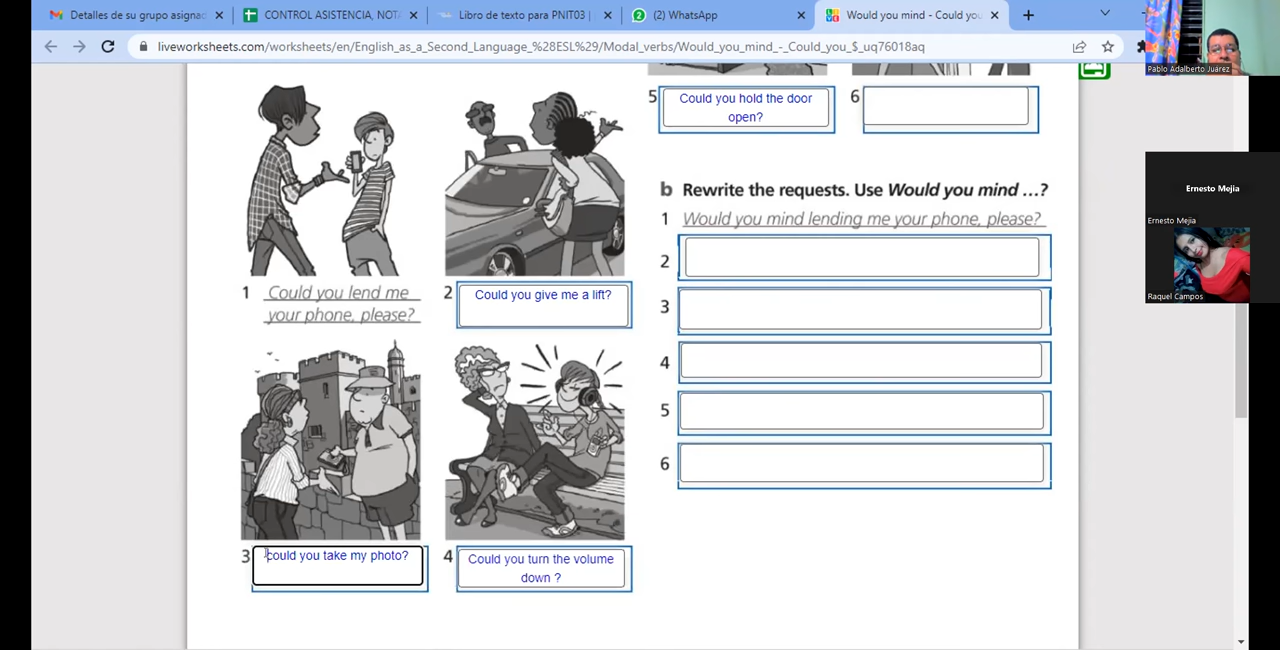 Detalles de su grupo asignad
CONTROL ASISTENCIA, NOTA
Libro de texto para PNIT03 |
(2) WhatsApp
Would you mind - Could you
liveworksheets.com/worksheets/en/English_as_a_Second_Language_%28ESL%29/Modal_verbs/Would_you_mind_-_Could_you_$_uq76018aq
Pablo Adalberto Juárez
Ernesto Mejia
Ernesto Mejia
Raquel Campos
1 Could you lend me
your phone, please?
2 Could you give me a lift?
3 could you take my photo?
4 Could you turn the volume
down ?
5 Could you hold the door
open?
6
b Rewrite the requests. Use Would you mind ...?
1 Would you mind lending me your phone, please?
2
3
4
5
6